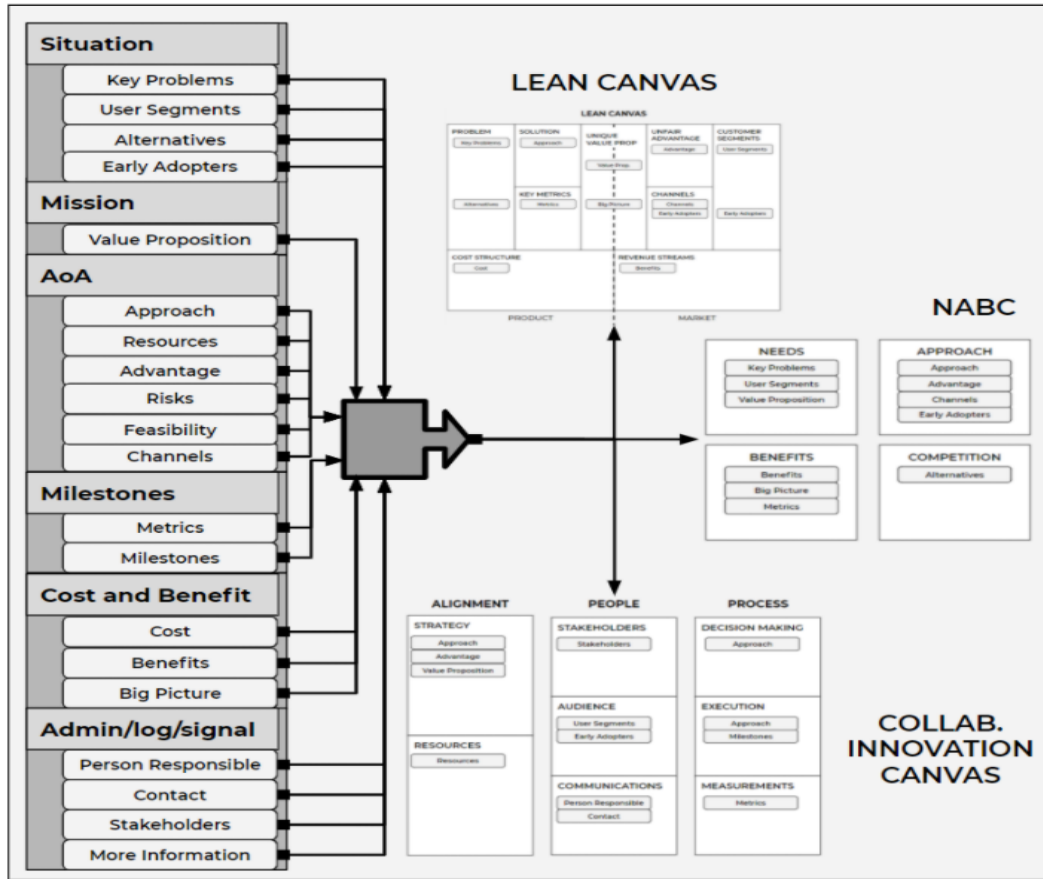 Situation
Key Problems
User Segments
Alternatives
Early Adopters
Mission
Value Proposition
AoA
Approach
Resources
Advantage
Risks
Feasibility
Channels
Milestones
Metrics
Milestones
Cost and Benefit
Cost
Benefits
Big Picture
Admin/log/signal
Person Responsible
Contact
Stakeholders
More Information
LEAN CANVAS
LEAN CANVAS
PROBLEM
Key Problems
Alternatives
SOLUTION
Approach
KEY METRICS
Metrics
UNIQUE
VALUE PROP
Value Prop
Big Picture
UNFAIR
ADVANTAGE
Advantage
CHANNELS
Channels
Early Adopters
CUSTOMER
SEGMENTS
User Segments
Early Adopters
COST STRUCTURE
Cost
REVENUE STREAMS
Benefits
PRODUCT
MARKET
NABC
NEEDS
Key Problems
User Segments
Value Proposition
APPROACH
Approach
Advantage
Channels
Early Adopters
BENEFITS
Benefits
Big Picture
Metrics
COMPETITION
Alternatives
ALIGNMENT
STRATEGY
Approach
Advantage
Value Proposition
RESOURCES
Resources
PEOPLE
STAKEHOLDERS
Stakeholders
AUDIENCE
User Segments
Early Adopters
COMMUNICATIONS
Person Responsible
Contact
PROCESS
DECISION MAKING
Approach
EXECUTION
Approach
Milestones
MEASUREMENTS
Metrics
COLLAB.
INNOVATION
CANVAS